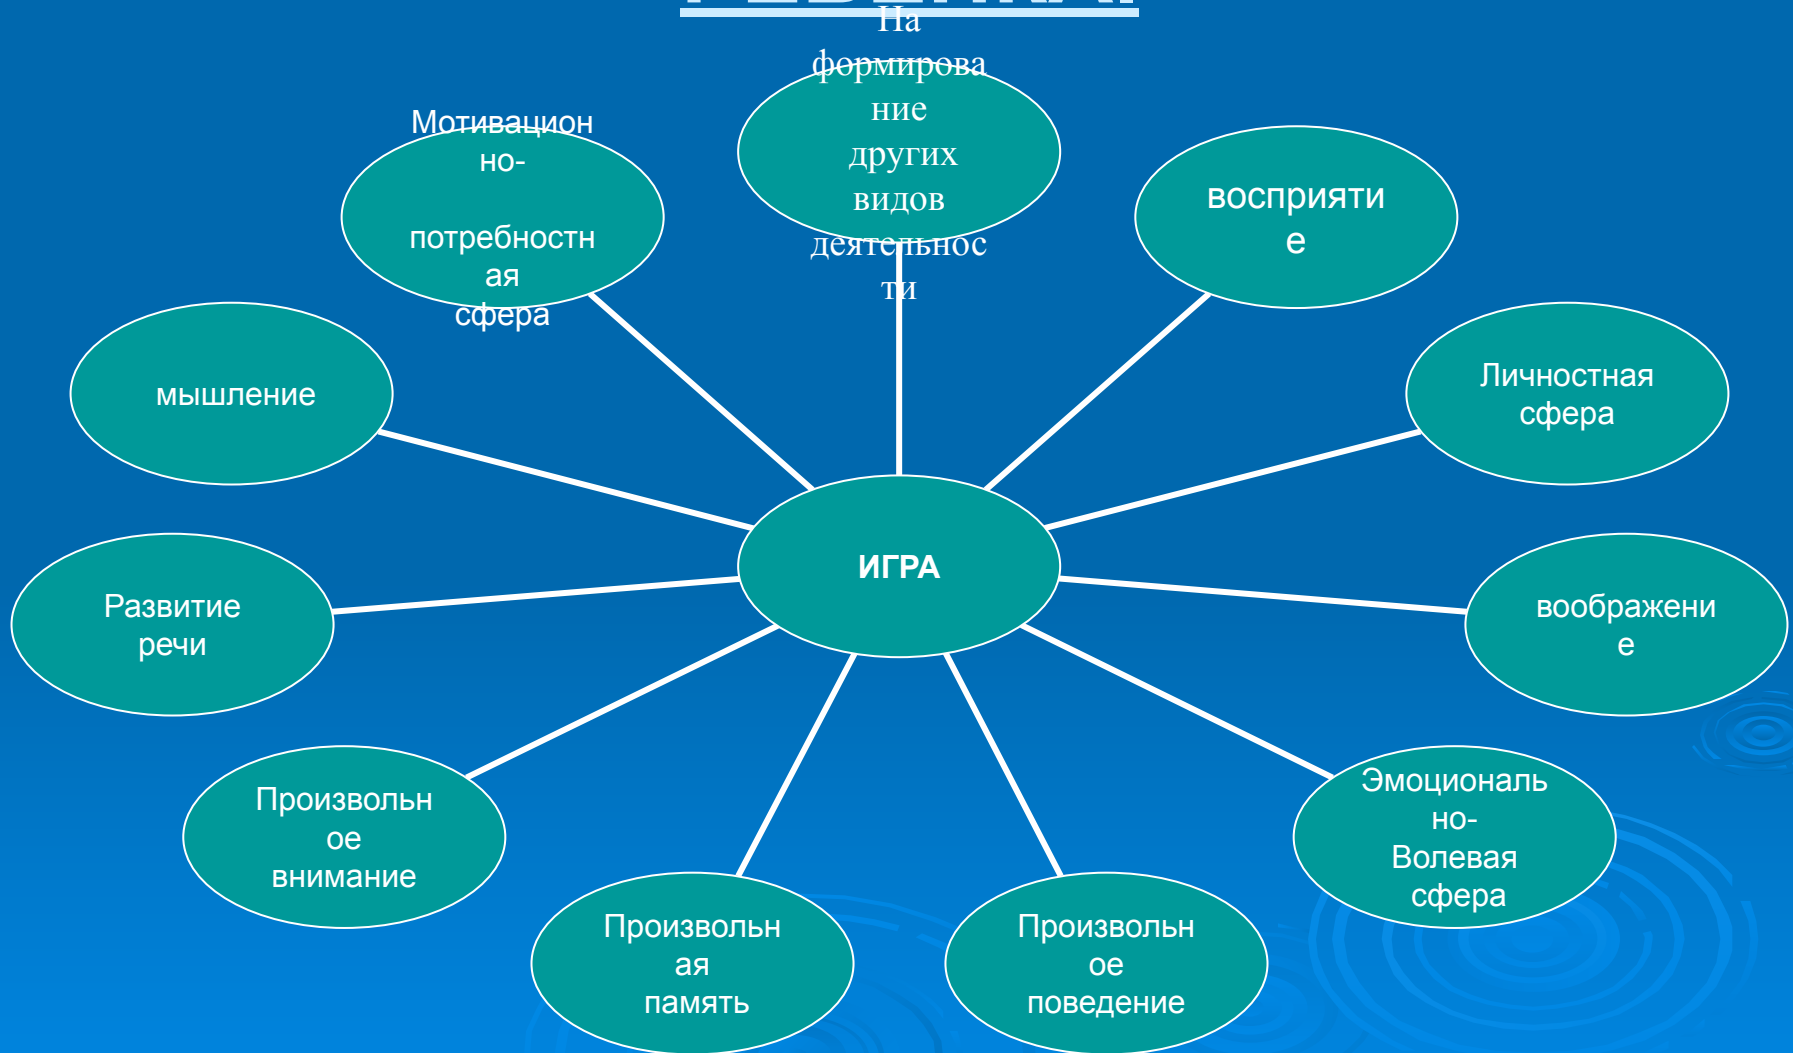 На
формирова
ние
других
видов
деятельнос
ти
Мотивацион
но-
потребностн
ая
сфера
восприяти
е
мышление
Личностная
сфера
ИГРА
Развитие
речи
воображени
е
Произвольн
ое
внимание
Эмоциональ
но-
Волевая
сфера
Произвольн
ая
память
Произвольн
ое
поведение